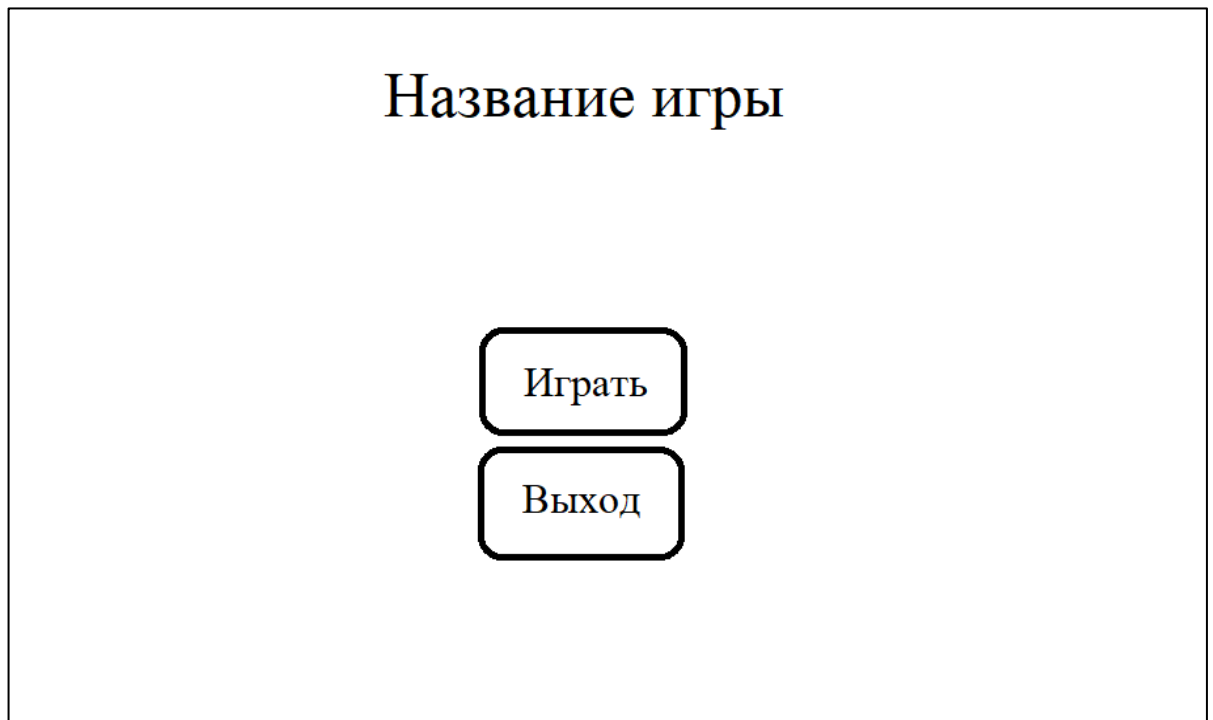 Название игры
Играть
Выход